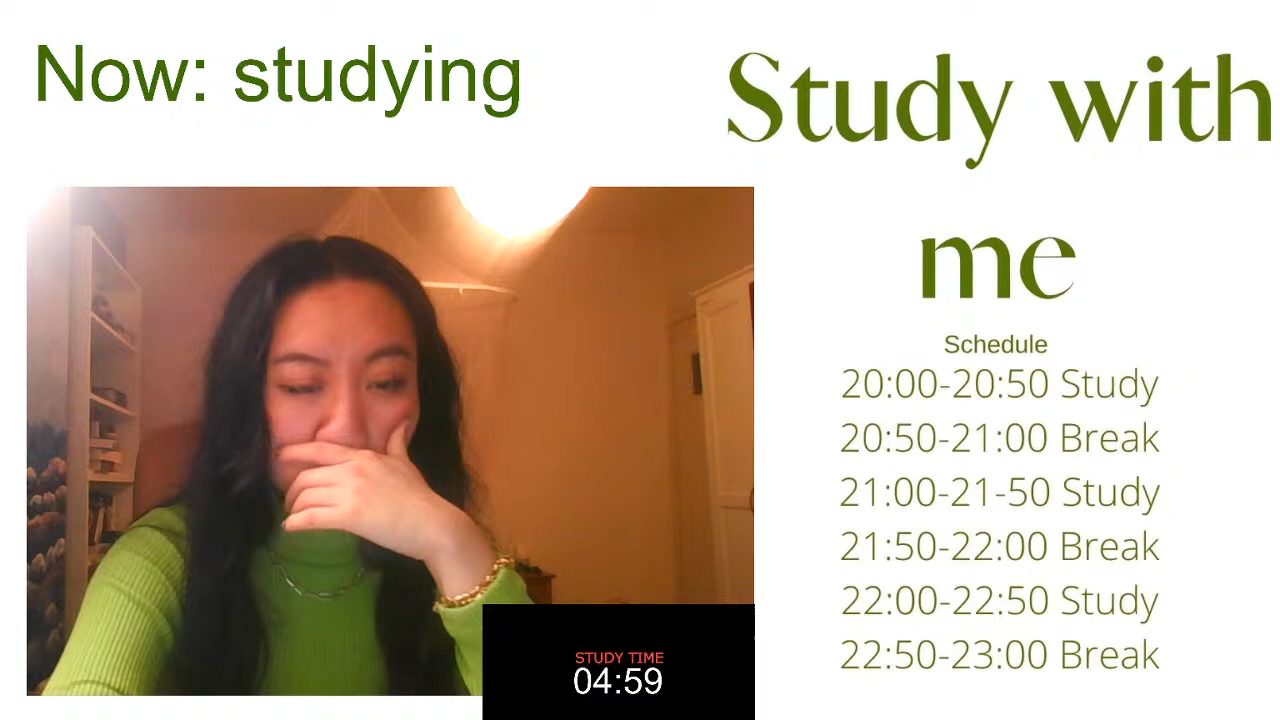 Now: studying
Study with
me
Schedule
20:00-20:50 Study
20:50-21:00 Break
21:00-21-50 Study
21:50-22:00 Break
22:00-22:50 Study
22:50-23:00 Break
STUDY TIME
04:59